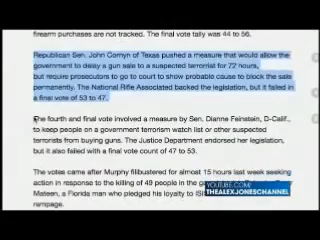 firearm purchases are not tracked. The final vote tally was 44 to 56.
Republican Sen. John Cornyn of Texas pushed a measure that would allow the
government to delay a gun sale to a suspected terrorist for 72 hours,
but require prosecutors to go to court to show probable cause to block the sale
permanently. The National Rifle Associated backed the legislation, but it failed in
a final vote of 53 to 47.
The fourth and final vote involved a measure by Sen. Dianne Feinstein, D-Calif.,
to keep people on a government terrorism watch list or other suspected
terrorists from buying guns. The Justice Department endorsed her legislation,
but it also failed with a final vote count of 47 to 53.
The votes came after Murphy filibustered for almost 15 hours last week seeking
action in response to the killing of 49 people in the
Mateen, a Florida man who pledged his loyalty to
rampage.
YOUTUBE.COM/
THEALEXJONESCHANNEL